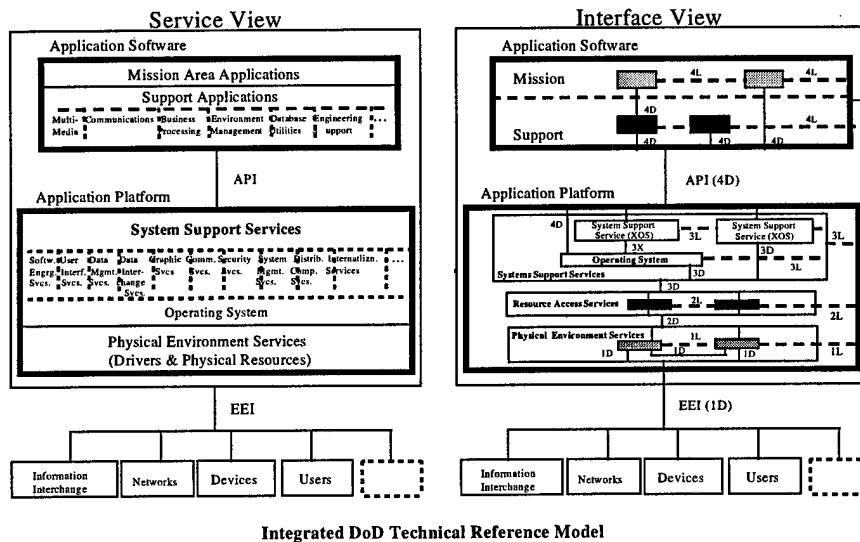 Service View
Application Software
Mission Area Applications
Support Applications
Multi- Communications Business Environment Database Engineering ...
Media Processing Management Utilities upport
API
Application Platform
System Support Services
Softw. User Data Data Graphic Comm. Security System Distrib. Internatlizn. ...
Engrg. Interf. Mgmt. Inter- Svcs. Svcs. Svcs. Mgmt. Comp. Services
Svcs. Svcs. Svcs. change Svcs. Svcs.
Svcs.
Operating System
Physical Environment Services
(Drivers & Physical Resources)
EEI
Information
Interchange
Networks
Devices
Users
Interface View
Application Software
Mission
4L
4L
4D
Support
4L
4D
4D
4D
API (4D)
Application Platform
4D
System Support
Service (XOS)
3L
System Support
Service (XOS)
3L
3X
3D
Operating System
3L
Systems Support Services
3D
3D
Resource Access Services
2L
2L
2D
Physical Environment Services
1L
1L
1D
1D
1D
EEI (1D)
Information
Interchange
Networks
Devices
Users
Integrated DoD Technical Reference Model